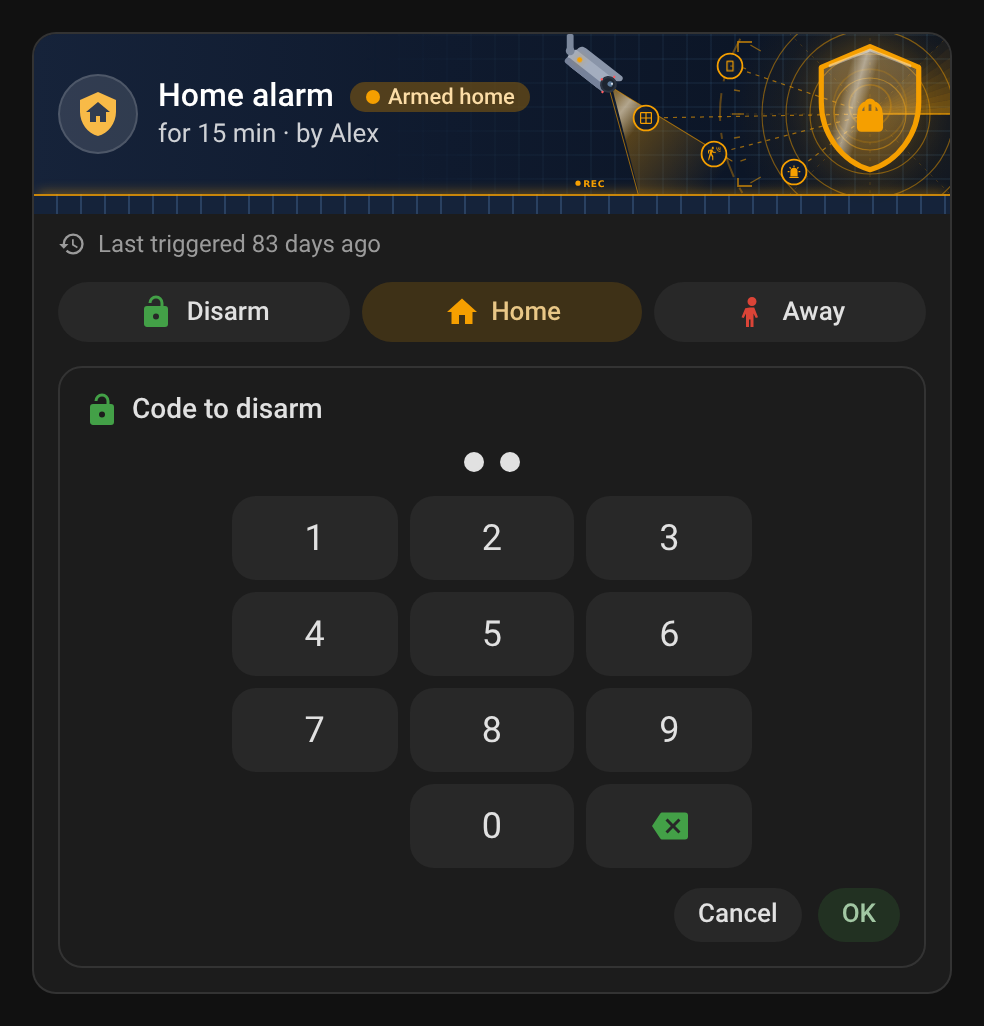 Home alarm Armed home
for 15 min · by Alex
REC
Last triggered 83 days ago
Disarm Home Away
Code to disarm
1 2 3
4 5 6
7 8 9
0
Cancel OK